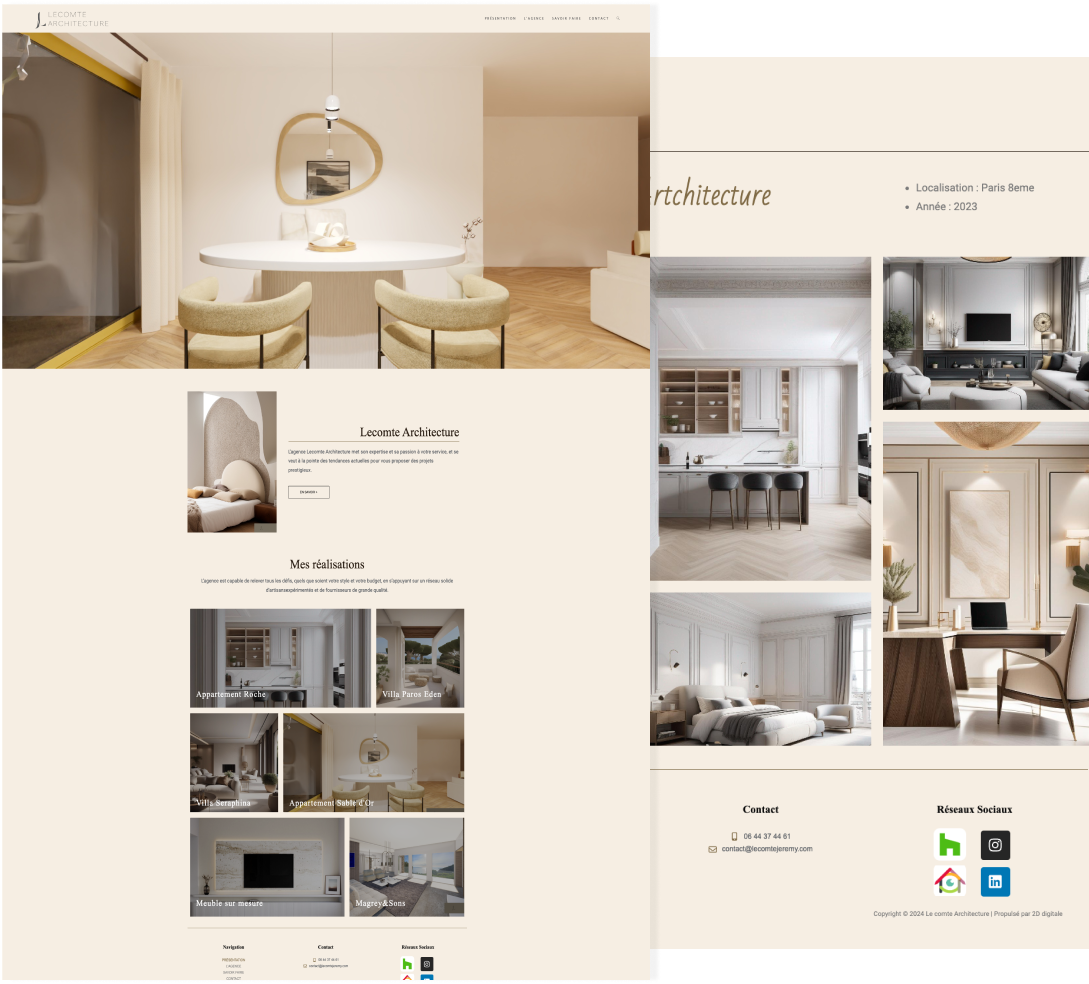 LECOMTE
ARCHITECTURE
PRÉSENTATION L'AGENCE SAVOIR FAIRE CONTACT
Lecomte Architecture
L'agence Lecomte Architecture met son expertise et sa passion à votre service, et se
veut à la pointe des tendances actuelles pour vous proposer des projets
prestigieux.
EN SAVOIR +
Mes réalisations
L'agence est capable de relever tous les défis, quels que soient votre style et votre budget, en s'appuyant sur un réseau solide
d'artisansexpérimentés et de fournisseurs de grande qualité.
Appartement Roche
Villa Paros Eden
Villa Seraphina
Appartement Sable d'Or
Meuble sur mesure
Magrey&Sons
Navigation
PRÉSENTATION
L'AGENCE
SAVOIR FAIRE
CONTACT
Contact
06 44 37 44 61
contact@lecomtejeremy.com
Réseaux Sociaux
rtchitecture
Localisation : Paris 8eme
Année : 2023
Contact
06 44 37 44 61
contact@lecomtejeremy.com
Réseaux Sociaux
Copyright © 2024 Le comte Architecture | Propulsé par 2D digitale